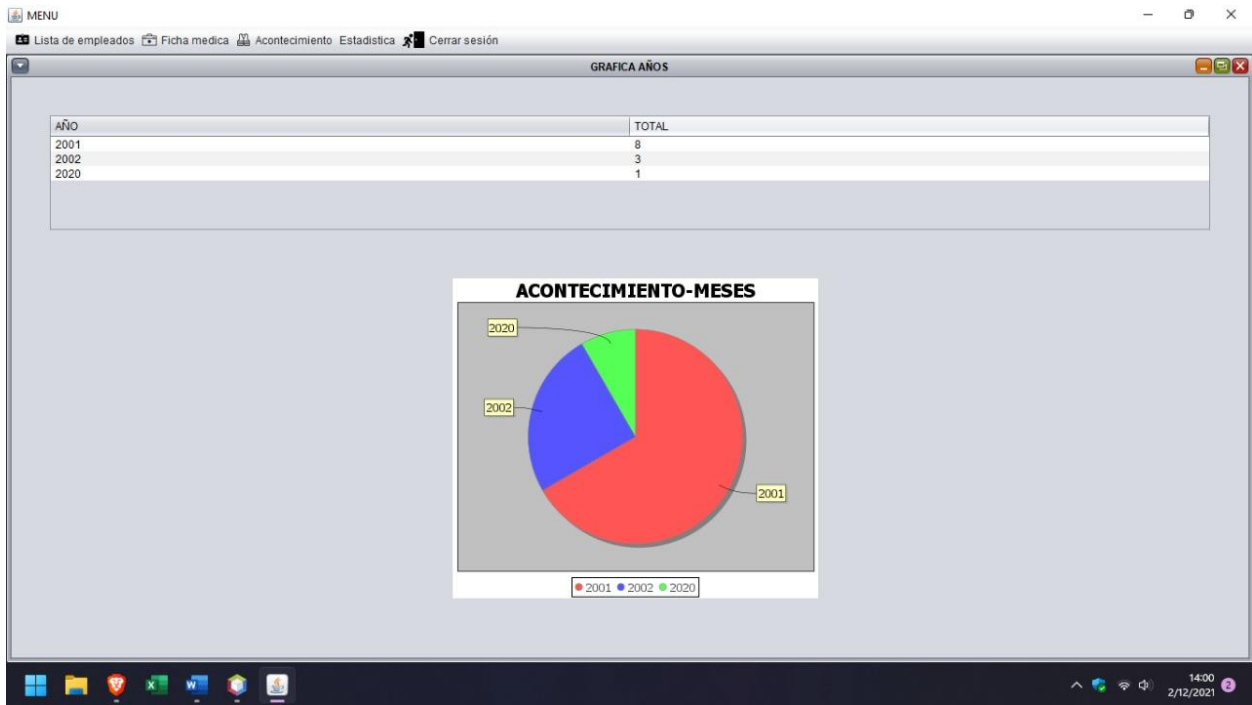 MENU
Lista de empleados Ficha medica Acontecimiento Estadistica Cerrar sesión
GRAFICA AÑOS
AÑO TOTAL
2001 8
2002 3
2020 1
ACONTECIMIENTO-MESES
2020
2002
2001
2001 2002 2020
14:00
2/12/2021
2